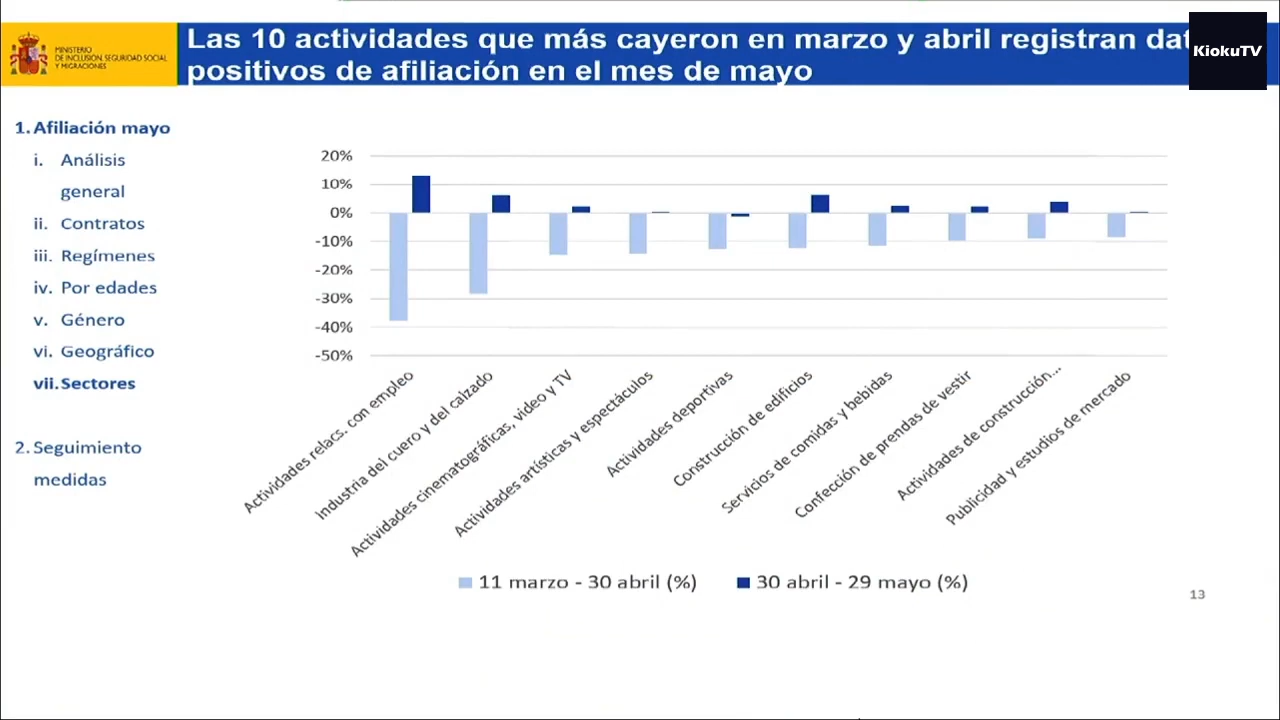 MINISTERIO
DE INCLUSIÓN, SEGURIDAD SOCIAL
Y MIGRACIONES
Las 10 actividades que más cayeron en marzo y abril registran dat
positivos de afiliación en el mes de mayo
KiokuTV
1. Afiliación mayo
i. Análisis
general
ii. Contratos
iii. Regímenes
iv. Por edades
v. Género
vi. Geográfico
vii. Sectores
2. Seguimiento
medidas
20%
10%
0%
-10%
-20%
-30%
-40%
-50%
Actividades relacs. con empleo
Industria del cuero y del calzado
Actividades cinematográficas, video y TV
Actividades artísticas y espectáculos
Actividades deportivas
Construcción de edificios
Servicios de comidas y bebidas
Confección de prendas de vestir
Actividades de construcción...
Publicidad y estudios de mercado
11 marzo - 30 abril (%)
30 abril - 29 mayo (%)
13